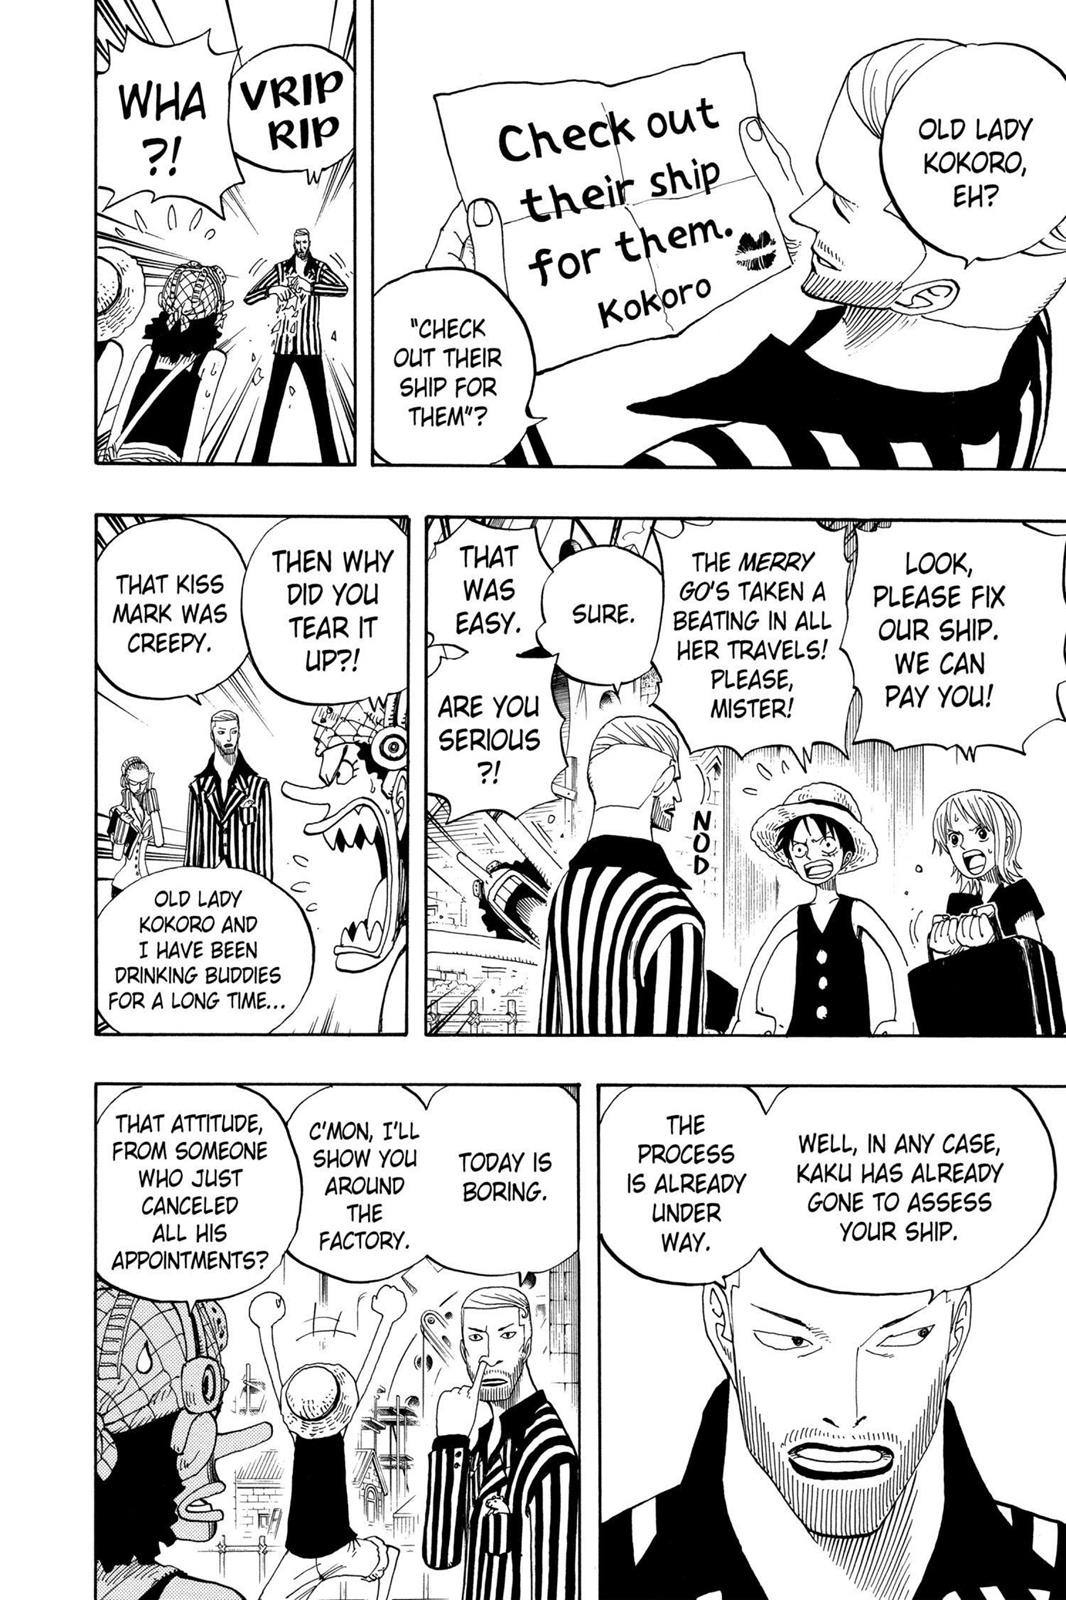 OLD LADY
KOKORO,
EH?
Check out
their ship
for them.
Kokoro
"CHECK
OUT THEIR
SHIP FOR
THEM"?
VRIP
RIP
WHA
?!
LOOK,
PLEASE FIX
OUR SHIP.
WE CAN
PAY YOU!
THE MERRY
GO'S TAKEN A
BEATING IN ALL
HER TRAVELS!
PLEASE,
MISTER!
NOD
SURE.
THAT
WAS
EASY.
ARE YOU
SERIOUS
?!
THEN WHY
DID YOU
TEAR IT
UP?!
THAT KISS
MARK WAS
CREEPY.
OLD LADY
KOKORO AND
I HAVE BEEN
DRINKING BUDDIES
FOR A LONG TIME...
WELL, IN ANY CASE,
KAKU HAS ALREADY
GONE TO ASSESS
YOUR SHIP.
THE
PROCESS
IS ALREADY
UNDER
WAY.
TODAY IS
BORING.
C'MON, I'LL
SHOW YOU
AROUND
THE
FACTORY.
THAT ATTITUDE,
FROM SOMEONE
WHO JUST
CANCELED
ALL HIS
APPOINTMENTS?